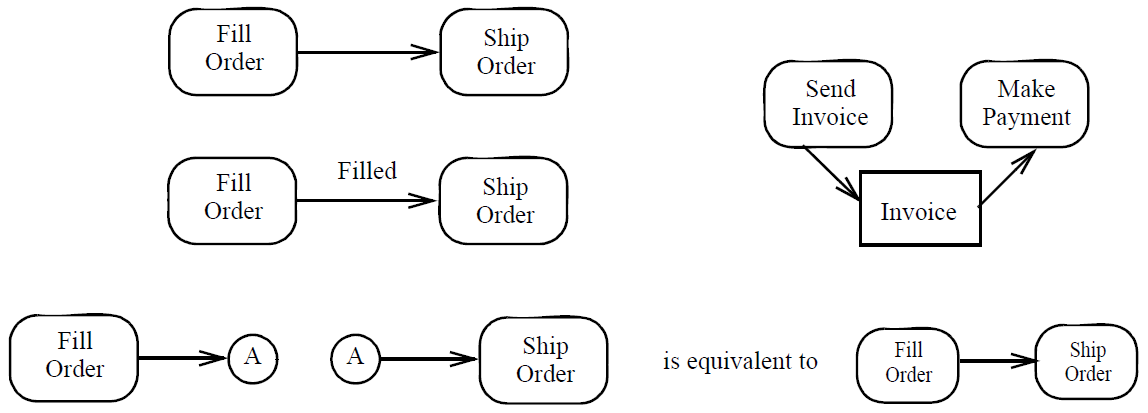 Fill
Order
Ship
Order
Send
Invoice
Make
Payment
Fill
Order
Filled
Ship
Order
Invoice
Fill
Order
A
A
Ship
Order
is equivalent to
Fill
Order
Ship
Order